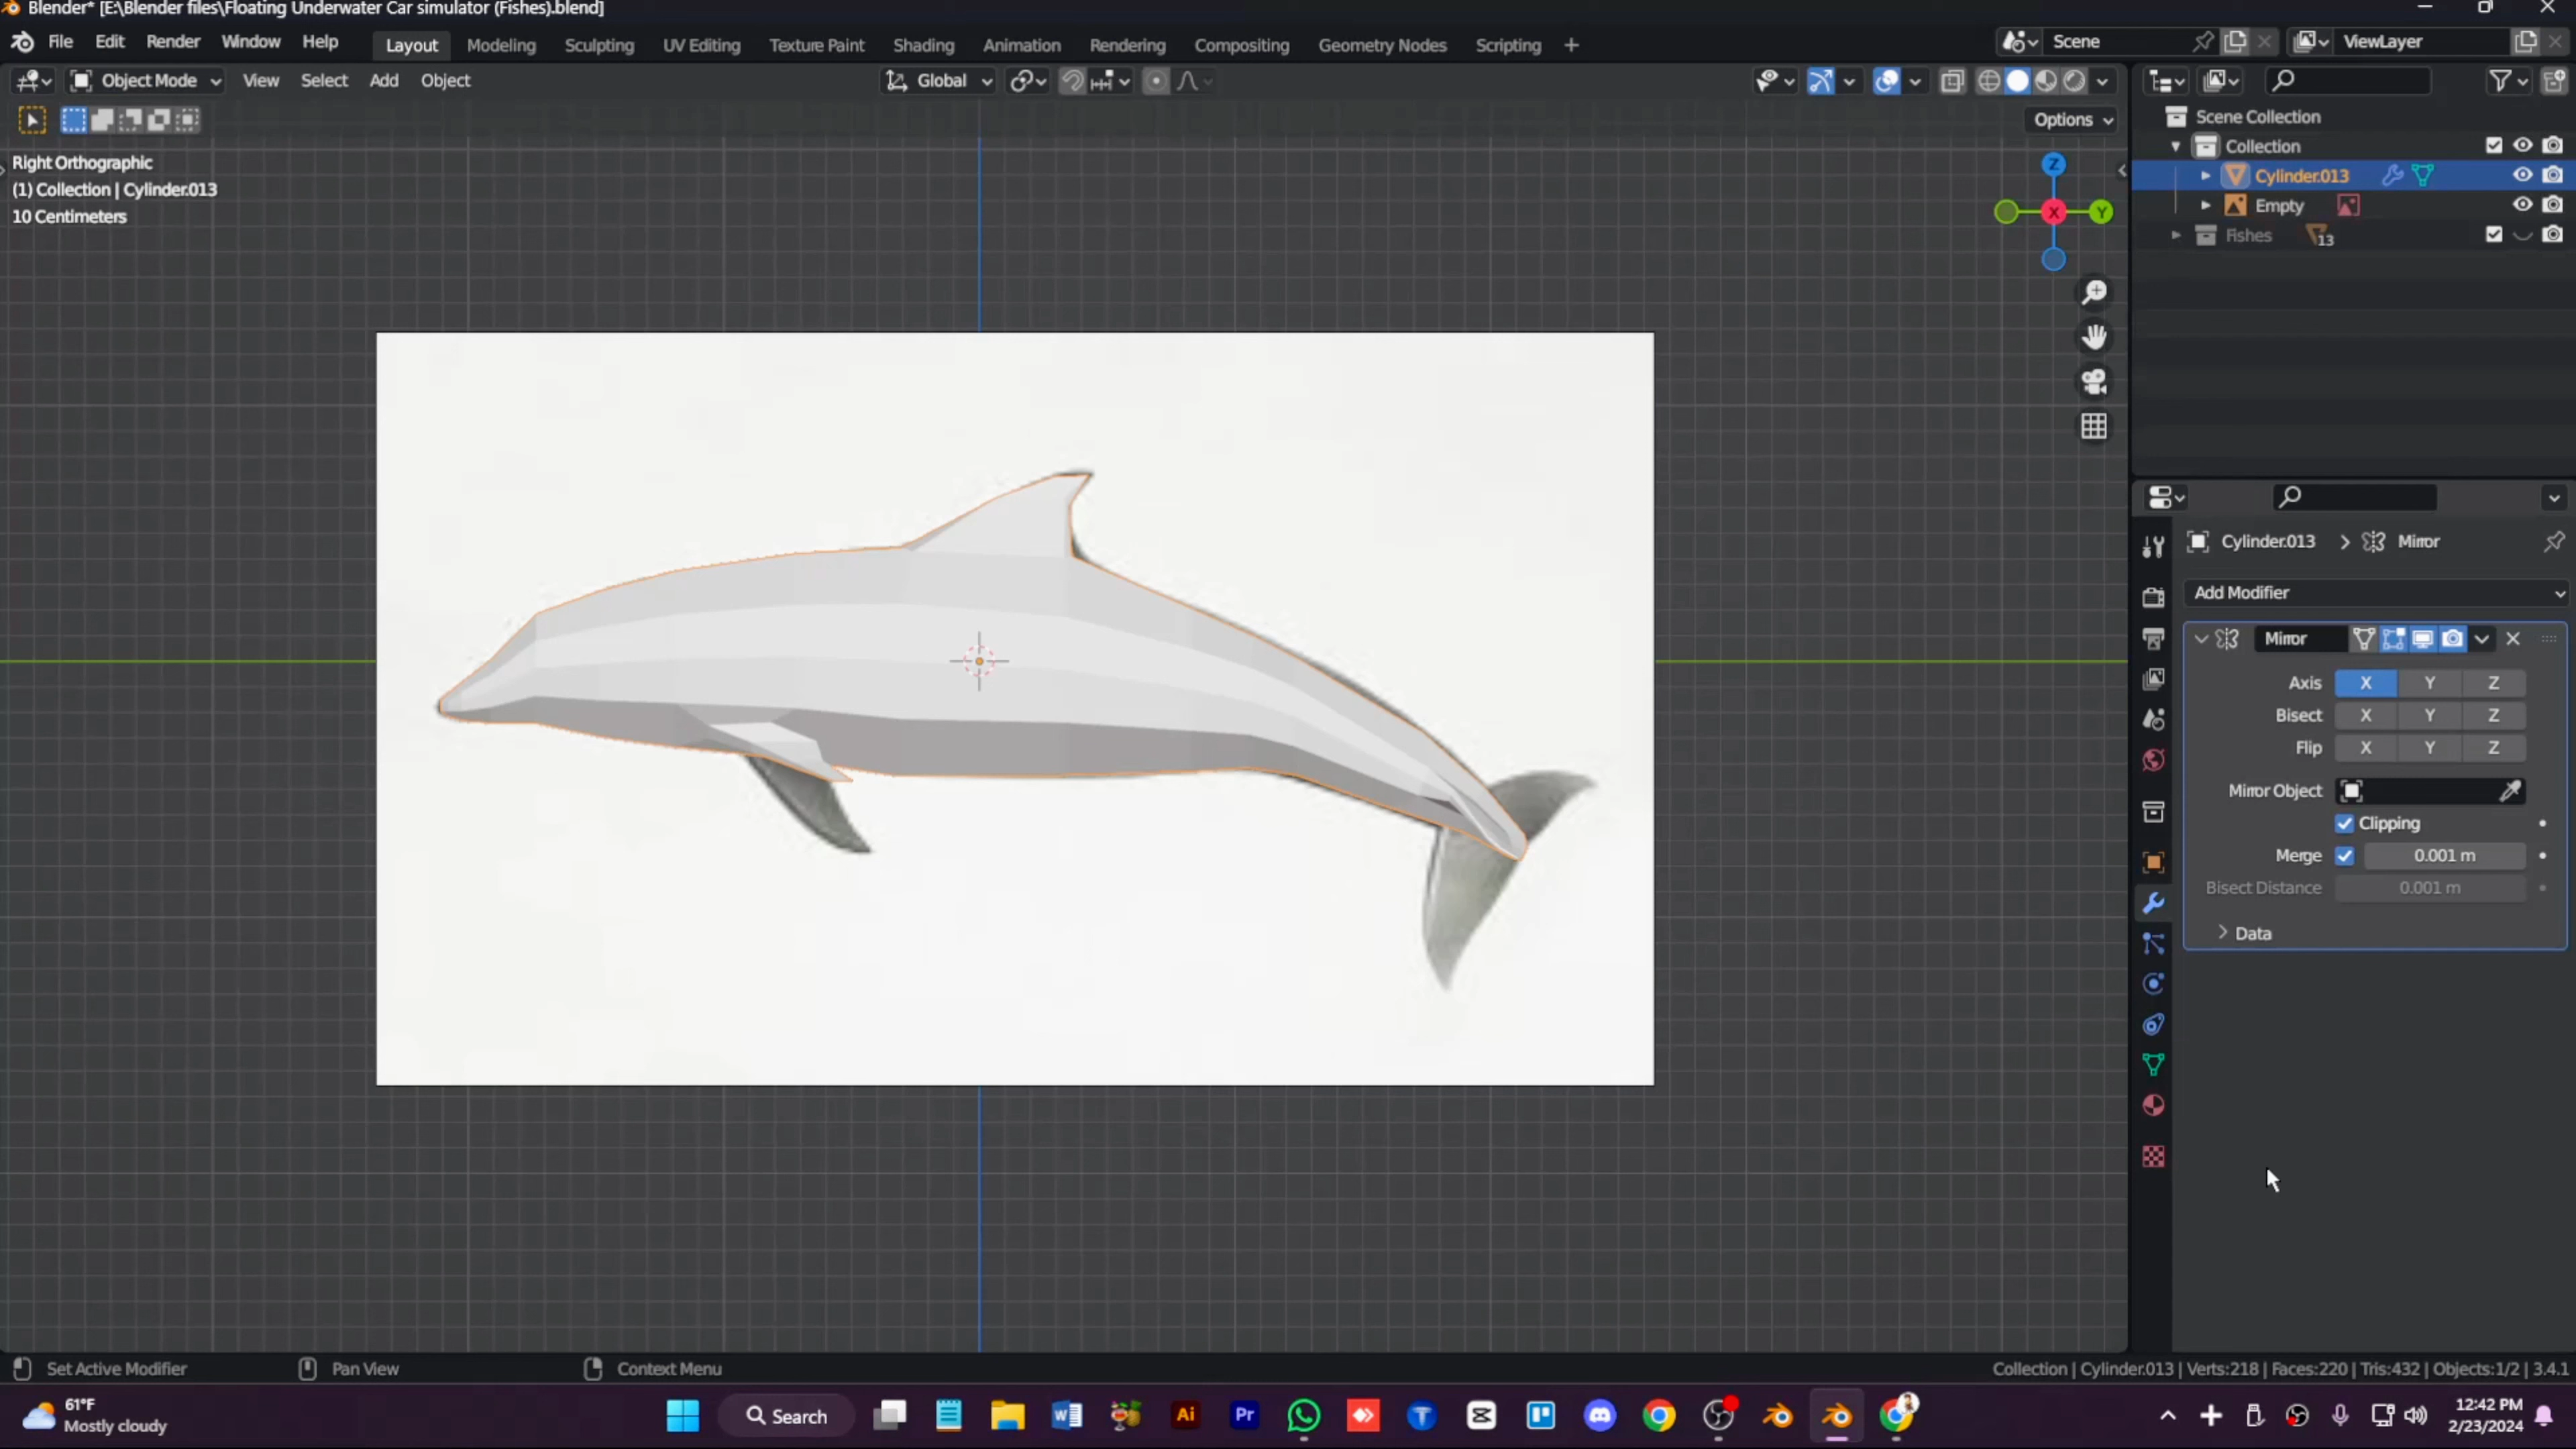 Blender* [E:\Blender files\Floating Underwater Car simulator (Fishes).blend]
File Edit Render Window Help Layout Modeling Sculpting UV Editing Texture Paint Shading Animation Rendering Compositing Geometry Nodes Scripting + Scene ViewLayer
Object Mode View Select Add Object Global
Options
Right Orthographic
(1) Collection | Cylinder.013
10 Centimeters
Z
X
Y
Scene Collection
Collection
Cylinder.013
Empty
Fishes 13
Cylinder.013 > Mirror
Add Modifier
Mirror
Axis X Y Z
Bisect X Y Z
Flip X Y Z
Mirror Object
Clipping
Merge 0.001 m
Bisect Distance 0.001 m
Data
Set Active Modifier Pan View Context Menu Collection | Cylinder.013 | Verts:218 | Faces:220 | Tris:432 | Objects:1/2 | 3.4.1
61°F
Mostly cloudy
Search
Ai
Pr
12:42 PM
2/23/2024